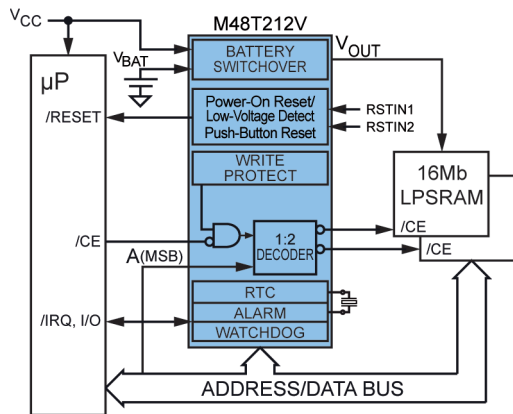 M48T212V
VCC
BATTERY
SWITCHOVER
VBAT
VOUT
µP
/RESET
Power-On Reset/
Low-Voltage Detect
Push-Button Reset
RSTIN1
RSTIN2
WRITE
PROTECT
16Mb
LPSRAM
/CE
/CE
/CE
1:2
DECODER
A(MSB)
RTC
ALARM
WATCHDOG
/IRQ, I/O
ADDRESS/DATA BUS